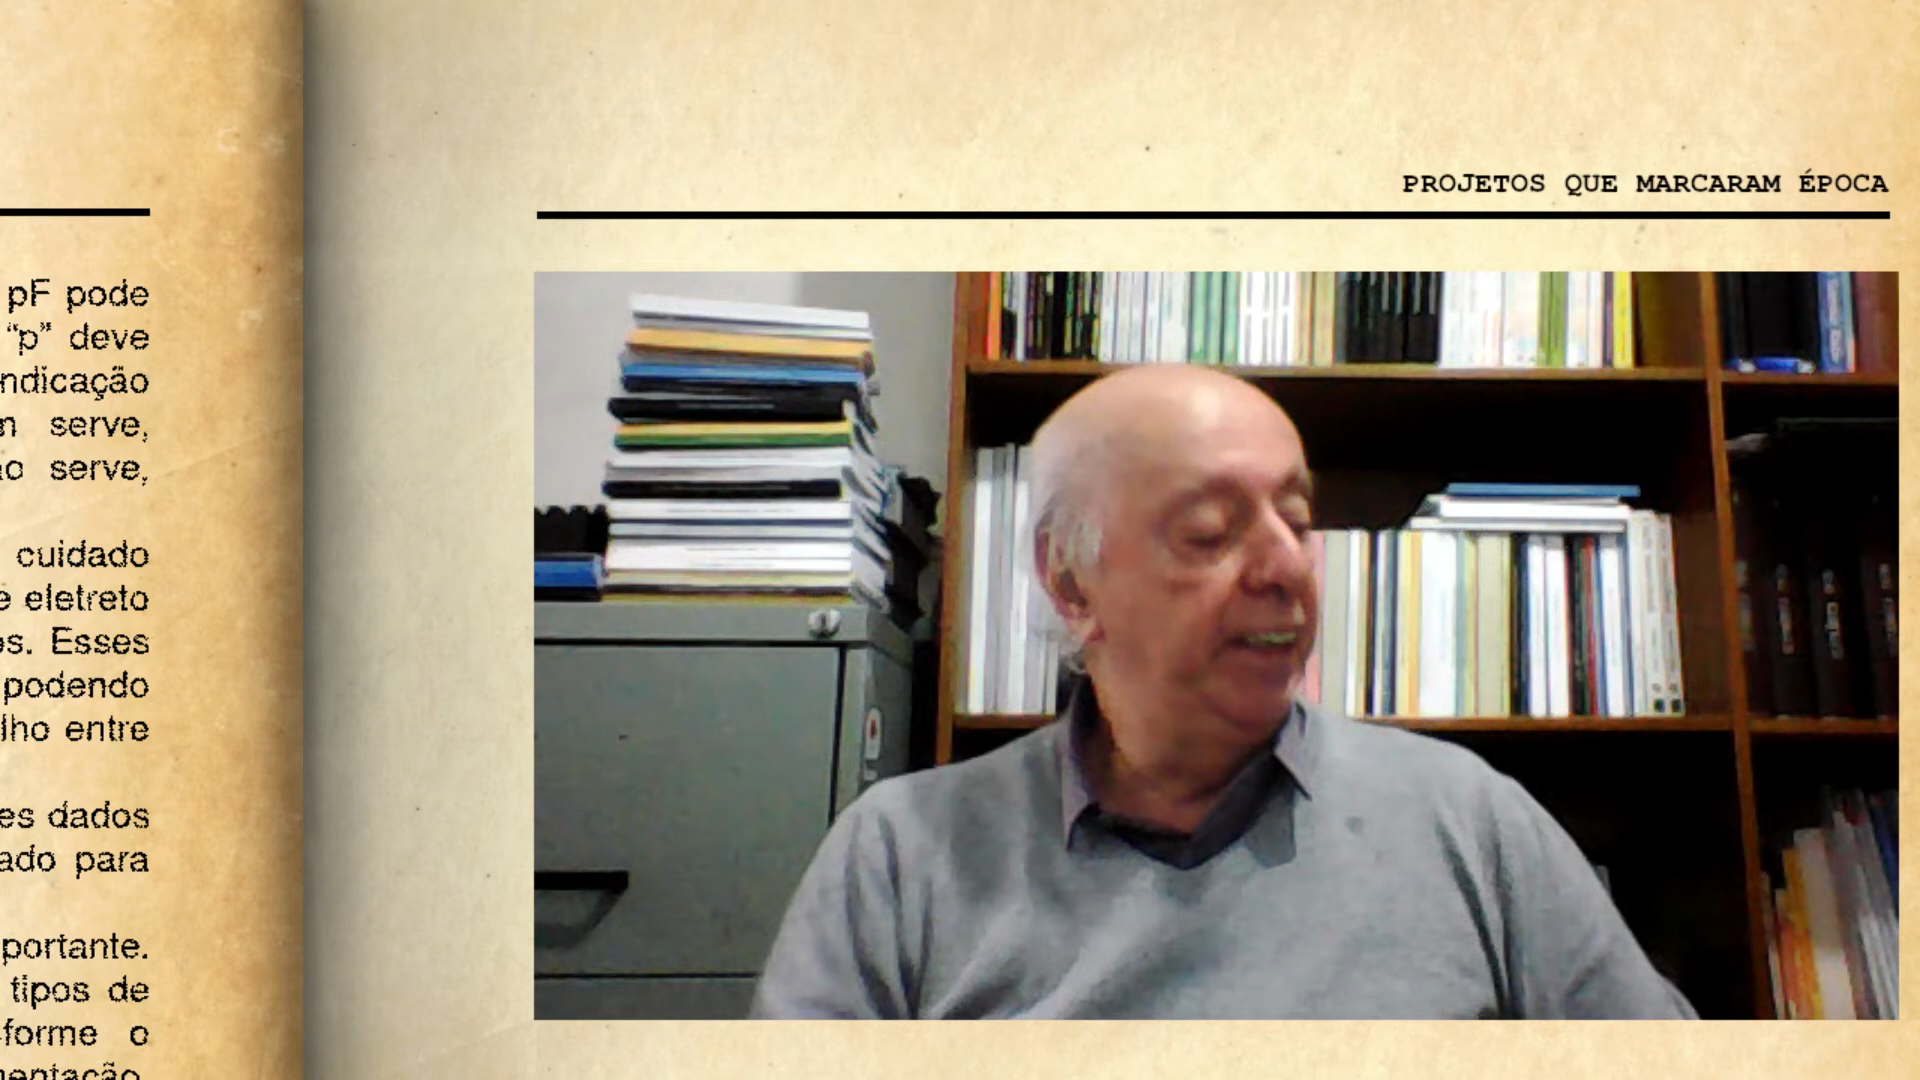 pF pode
“p” deve
ndicação
serve,
serve,
cuidado
eletreto
Esses
podendo
lho entre
es dados
ado para
portante.
tipos de
forme o
mentação.
PROJETOS QUE MARCARAM ÉPOCA